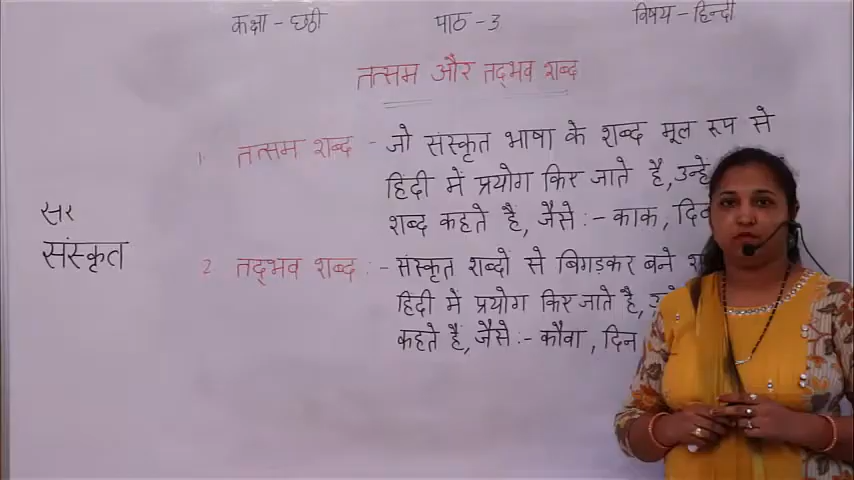 कक्षा - छठी पाठ - 3 विषय - हिन्दी
तत्सम और तद्भव शब्द
1. तत्सम शब्द - जो संस्कृत भाषा के शब्द मूल रूप से
हिंदी में प्रयोग किए जाते है, उन्हें
शब्द कहते है, जैसे :- काक,
2 तद्भव शब्द :- संस्कृत शब्दों से बिगड़कर बने
हिंदी में प्रयोग किए जाते है,
कहते है, जैसे :- कौवा, दिन
सर
संस्कृत